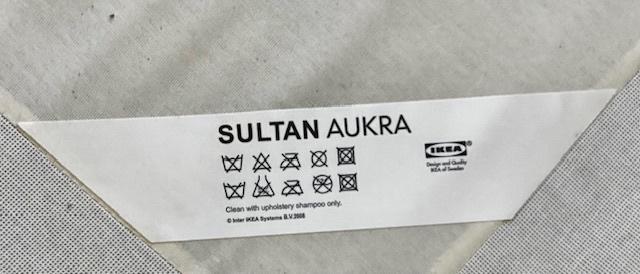 SULTAN AUKRA
IKEA®
Design and Quality
IKEA of Sweden
Clean with upholstery shampoo only.
© Inter IKEA Systems B.V. 2008